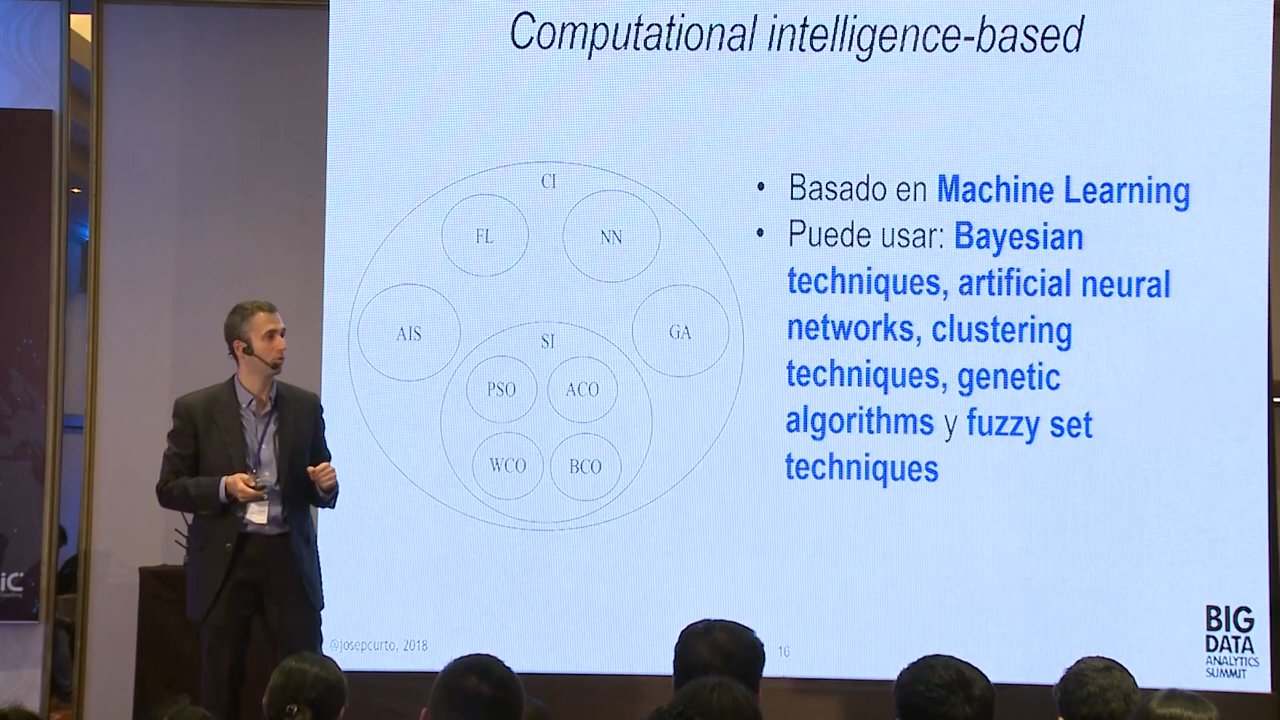 Computational intelligence-based
CI
FL
NN
AIS
GA
SI
PSO
ACO
WCO
BCO
• Basado en Machine Learning
• Puede usar: Bayesian
techniques, artificial neural
networks, clustering
techniques, genetic
algorithms y fuzzy set
techniques
@josepcurto, 2018
16
BIG
DATA
ANALYTICS
SUMMIT